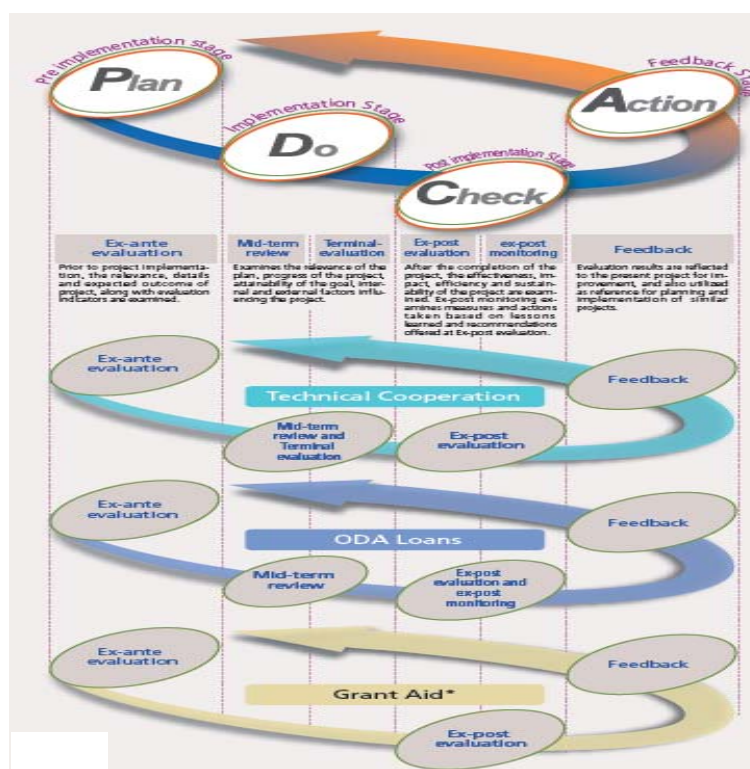 Pre implementation stage
Plan
Implementation Stage
Do
Post implementation Stage
Check
Feedback Stage
Action
Ex-ante
evaluation
Prior to project implementa-
tion, the relevance, details
and expected outcome of
project, along with evaluation
indicators are examined.
Mid-term
review
Terminal-
evaluation
Examines the relevance of the
plan, progress of the project,
attainability of the goal, inter-
nal and external factors influ-
encing the project.
Ex-post
evaluation
ex-post
monitoring
After the completion of the
project, the effectiveness, im-
pact, efficiency and sustain-
ability of the project are exam-
ined. Ex-post monitoring ex-
amines measures and actions
taken based on lessons
learned and recommendations
offered at Ex-post evaluation.
Feedback
Evaluation results are reflected
to the present project for im-
provement, and also utilized
as reference for planning and
implementation of similar
projects.
Ex-ante
evaluation
Technical Cooperation
Feedback
Mid-term
review and
Terminal
evaluation
Ex-post
evaluation
Ex-ante
evaluation
ODA Loans
Feedback
Mid-term
review
Ex-post
evaluation and
ex-post
monitoring
Ex-ante
evaluation
Grant Aid*
Feedback
Ex-post
evaluation